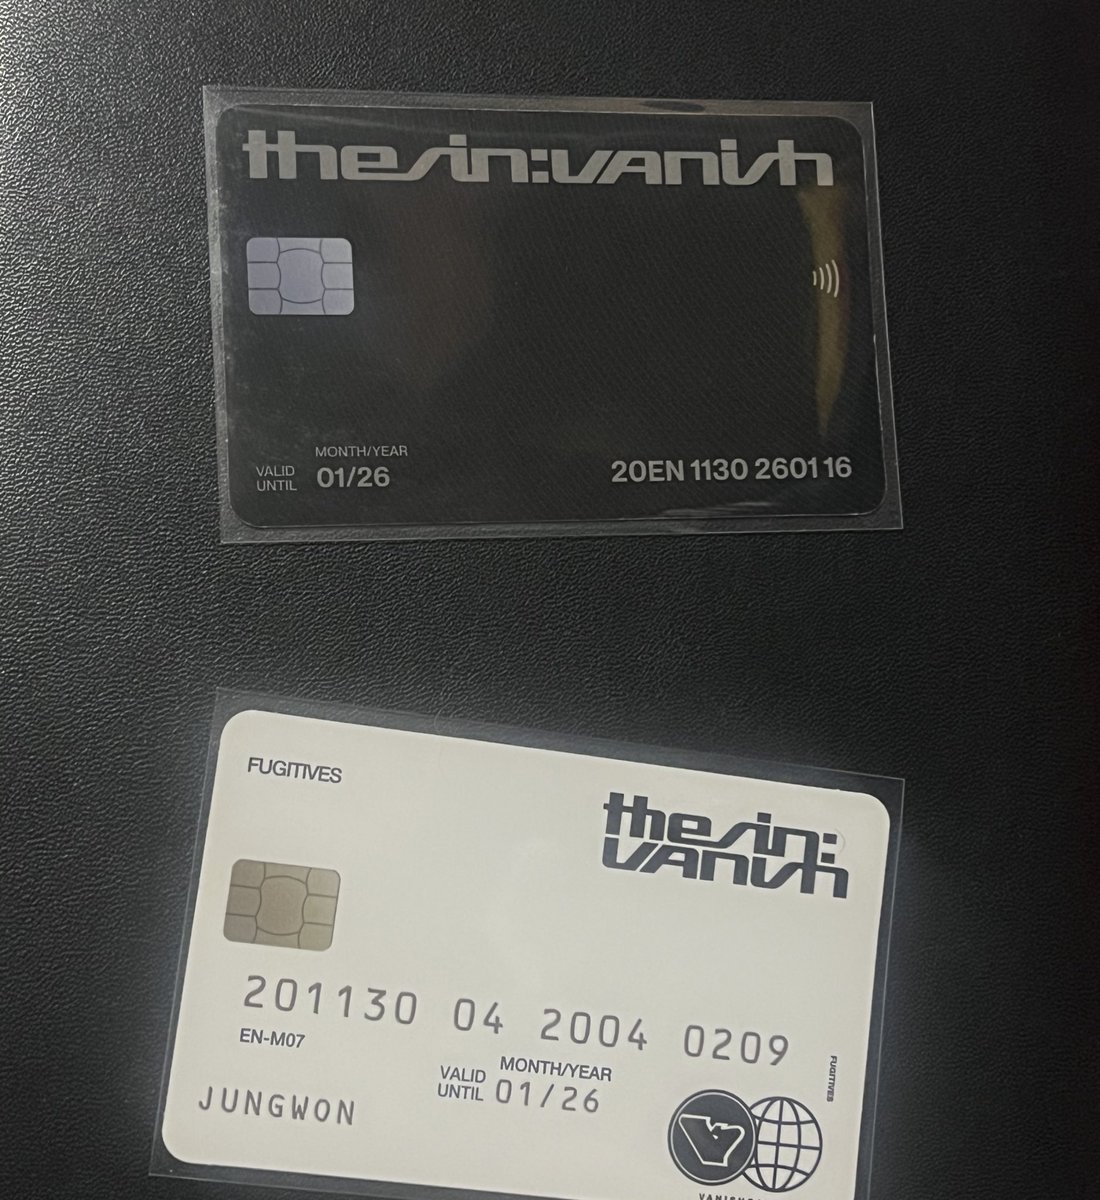 the sin:vanish
MONTH/YEAR
VALID
UNTIL 01/26
20EN 1130 260116
FUGITIVES
the sin:
vanish
201130 04 2004 0209
EN-M07
MONTH/YEAR
VALID
UNTIL 01/26
FUGITIVES
JUNGWON